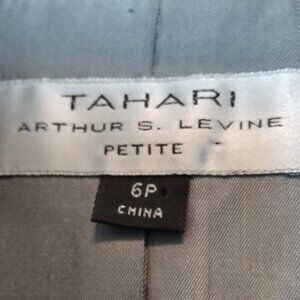 TAHARI
ARTHUR S. LEVINE
PETITE
6P
CHINA